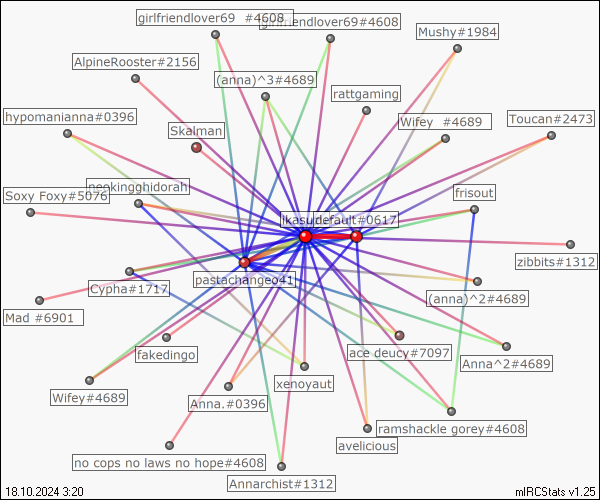 girlfriendlover69 #4608
girlfriendlover69#4608
Mushy#1984
AlpineRooster#2156
(anna)^3#4689
rattgaming
hypomanianna#0396
Skalman
Wifey #4689
Toucan#2473
Soxy Foxy#5076
neokingghidorah
jkasu
default#0617
frisout
zibbits#1312
pastachangeo41
Cypha#1717
(anna)^2#4689
Mad #6901
fakedingo
ace deucy#7097
Anna^2#4689
Wifey#4689
Anna.#0396
xenoyaut
ramshackle gorey#4608
avelicious
no cops no laws no hope#4608
Annarchist#1312
18.10.2024 3:20
mIRCStats v1.25